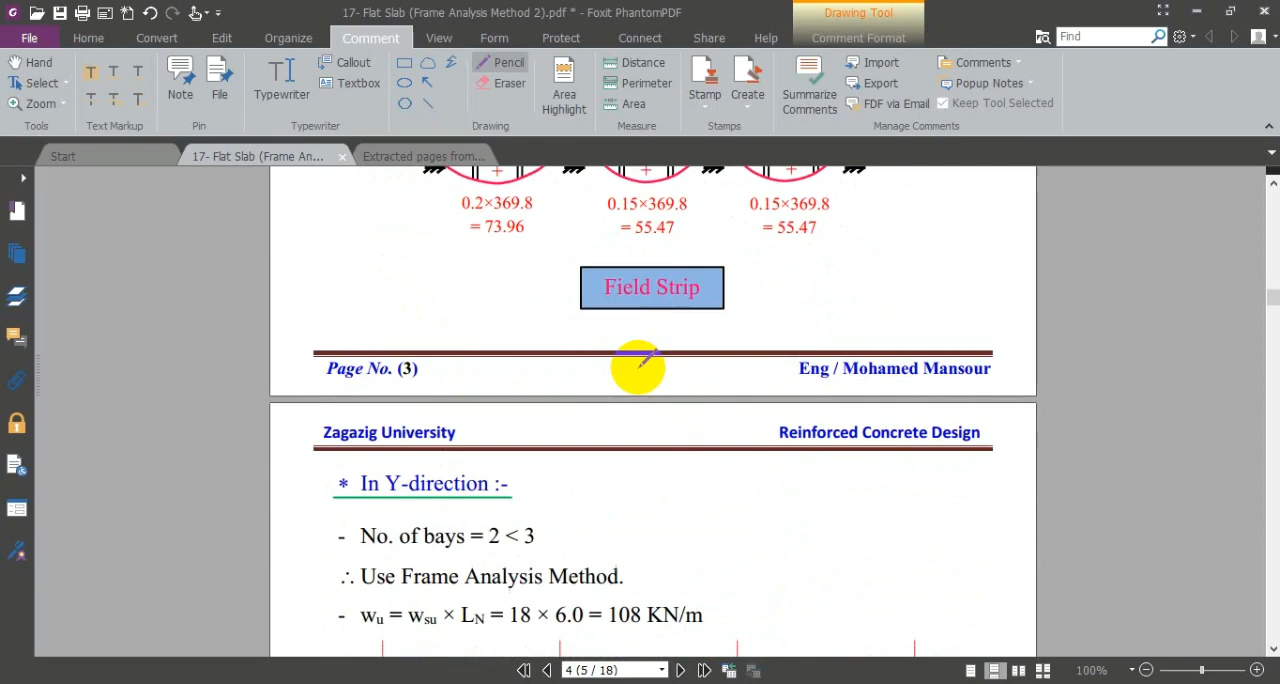 17- Flat Slab (Frame Analysis Method 2).pdf * - Foxit PhantomPDF
Drawing Tool
File Home Convert Edit Organize Comment View Form Protect Connect Share Help Comment Format Find
Hand
Select
Zoom
Tools
Text Markup
Note
File
Pin
Typewriter
Callout
Textbox
Typewriter
Pencil
Eraser
Drawing
Area
Highlight
Distance
Perimeter
Area
Measure
Stamp
Create
Stamps
Summarize
Comments
Import
Export
FDF via Email
Comments
Popup Notes
Keep Tool Selected
Manage Comments
Start 17- Flat Slab (Frame An... Extracted pages from...
0.2×369.8 0.15×369.8 0.15×369.8
= 73.96 = 55.47 = 55.47
Field Strip
Page No. (3) Eng / Mohamed Mansour
Zagazig University Reinforced Concrete Design
* In Y-direction :-
- No. of bays = 2 < 3
∴ Use Frame Analysis Method.
- wu = wsu × LN = 18 × 6.0 = 108 KN/m
4 (5 / 18) 100%